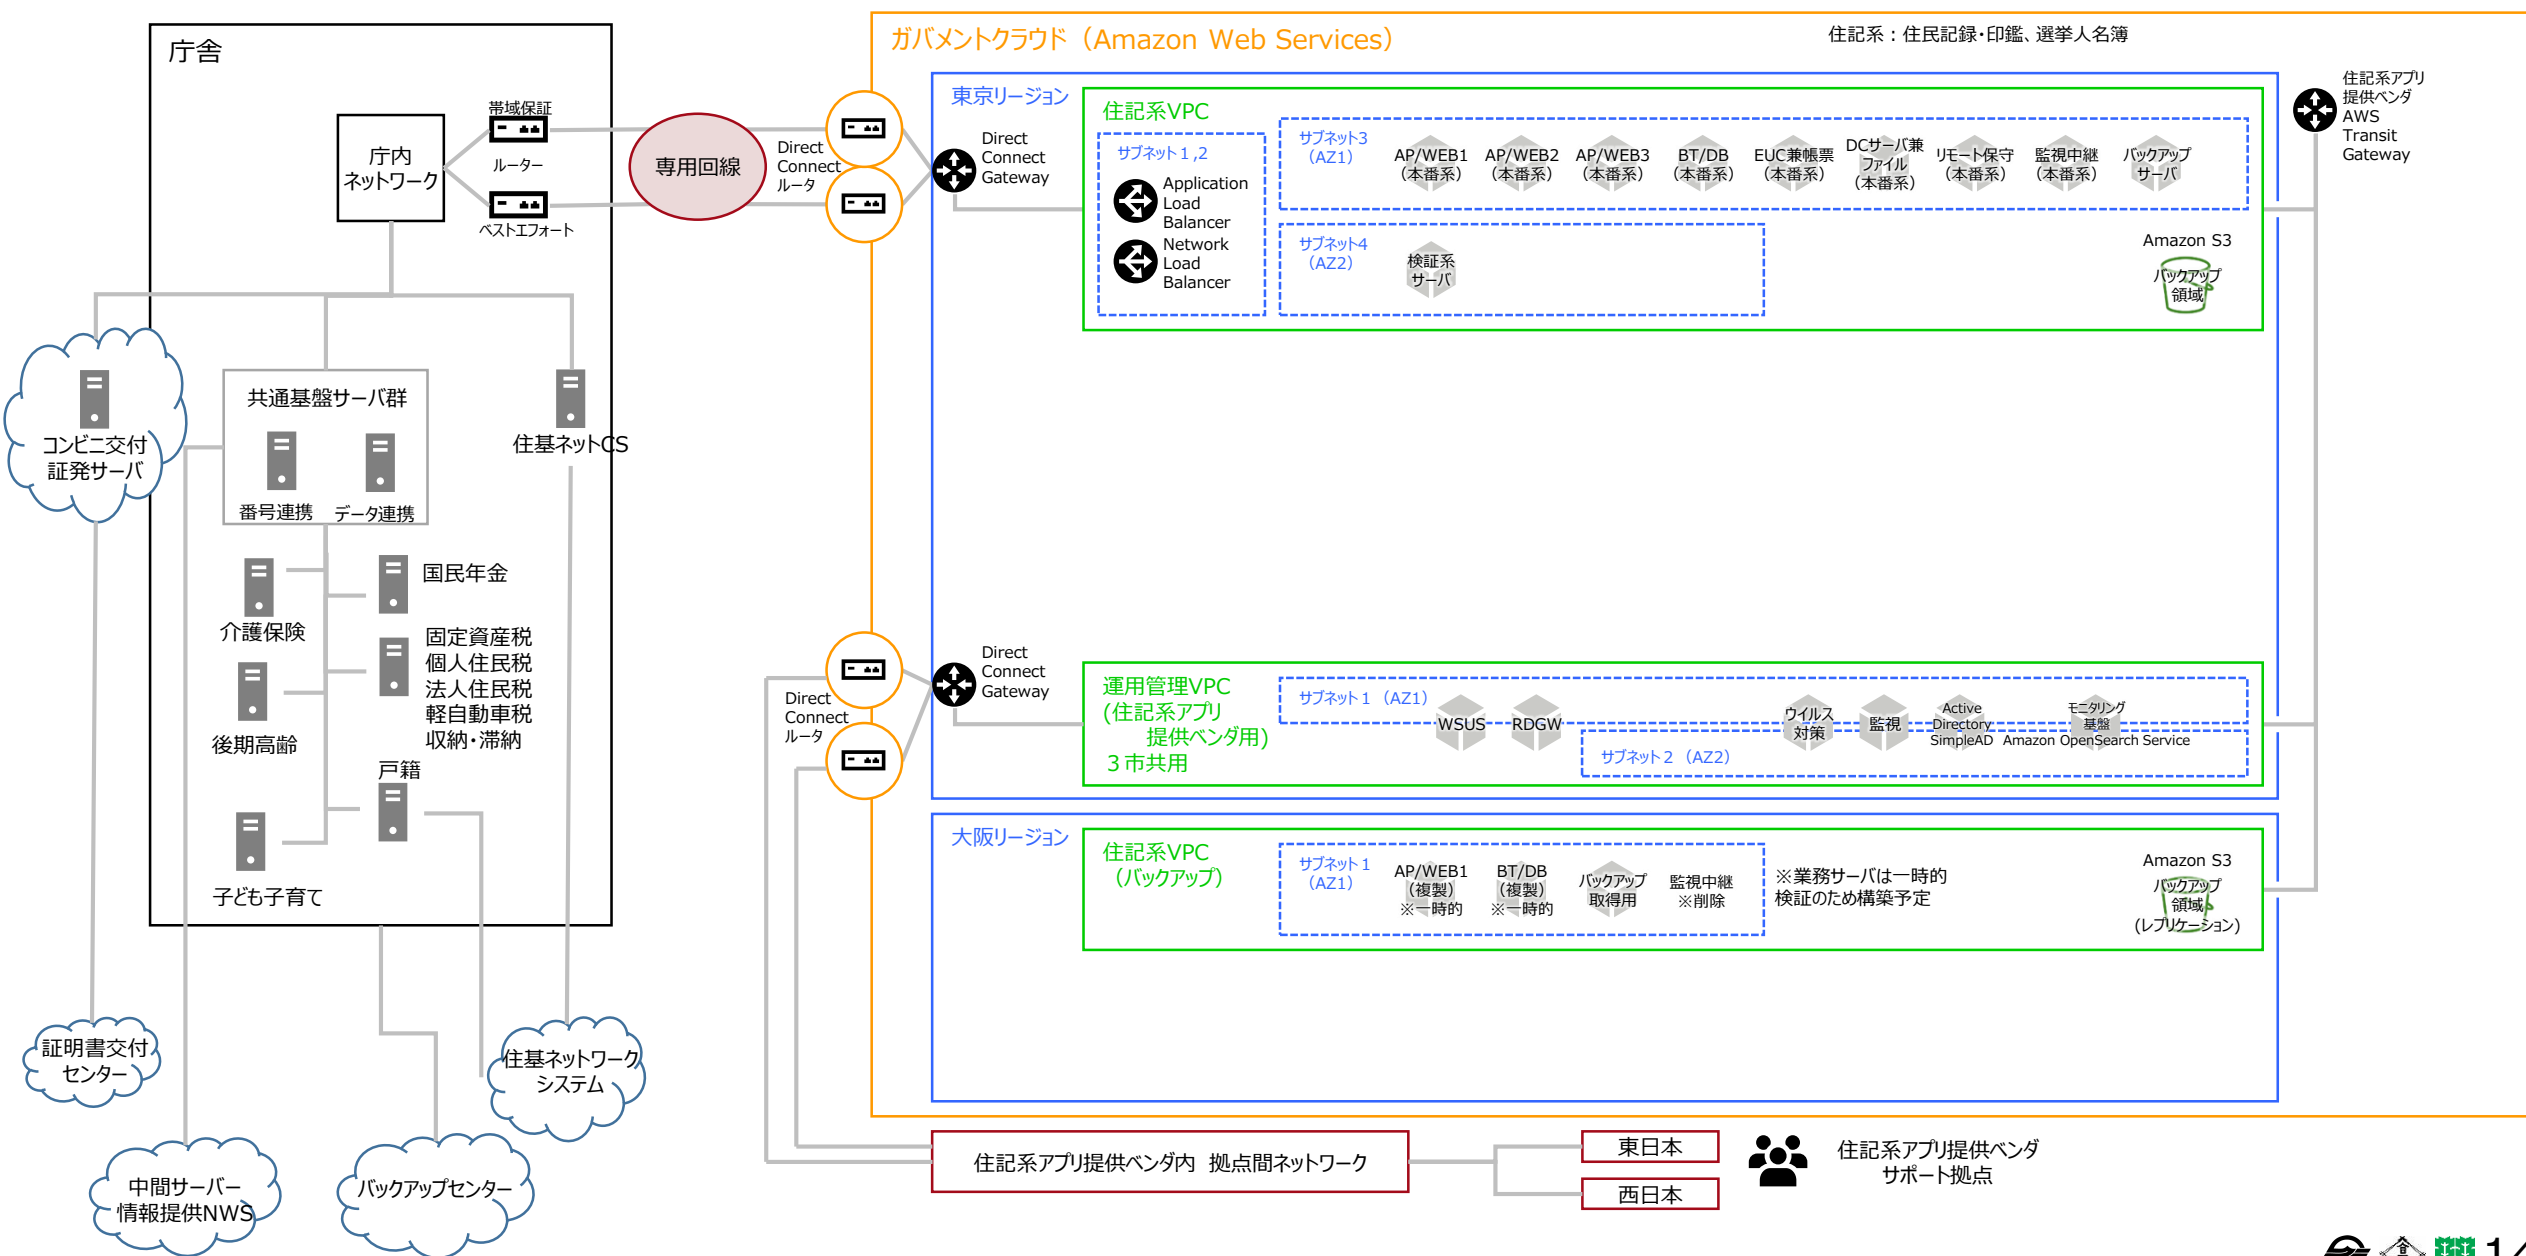 庁舎
庁内
ネットワーク
帯域保証
ルーター
ベストエフォート
専用回線
Direct
Connect
ルータ
コンビニ交付
証発サーバ
共通基盤サーバ群
番号連携
データ連携
住基ネットCS
介護保険
国民年金
後期高齢
固定資産税
個人住民税
法人住民税
軽自動車税
収納・滞納
戸籍
子ども子育て
証明書交付
センター
住基ネットワーク
システム
中間サーバー
情報提供NWS
バックアップセンター
ガバメントクラウド（Amazon Web Services）
住記系：住民記録・印鑑、選挙人名簿
東京リージョン
Direct
Connect
Gateway
住記系VPC
サブネット１,２
Application
Load
Balancer
Network
Load
Balancer
サブネット3
（AZ1）
AP/WEB1
（本番系）
AP/WEB2
（本番系）
AP/WEB3
（本番系）
BT/DB
（本番系）
EUC兼帳票
（本番系）
DCサーバ兼
ファイル
（本番系）
リモート保守
（本番系）
監視中継
（本番系）
バックアップ
サーバ
サブネット4
（AZ2）
検証系
サーバ
Amazon S3
バックアップ
領域
住記系アプリ
提供ベンダ
AWS
Transit
Gateway
Direct
Connect
ルータ
Direct
Connect
Gateway
運用管理VPC
(住記系アプリ
提供ベンダ用)
３市共用
サブネット１（AZ1）
WSUS
RDGW
ウイルス
対策
監視
Active
Directory
SimpleAD
モニタリング
基盤
Amazon OpenSearch Service
サブネット２（AZ2）
大阪リージョン
住記系VPC
（バックアップ）
サブネット１
（AZ1）
AP/WEB1
（複製）
※一時的
BT/DB
（複製）
※一時的
バックアップ
取得用
監視中継
※削除
※業務サーバは一時的
検証のため構築予定
Amazon S3
バックアップ
領域
(レプリケーション)
住記系アプリ提供ベンダ内 拠点間ネットワーク
東日本
西日本
住記系アプリ提供ベンダ
サポート拠点